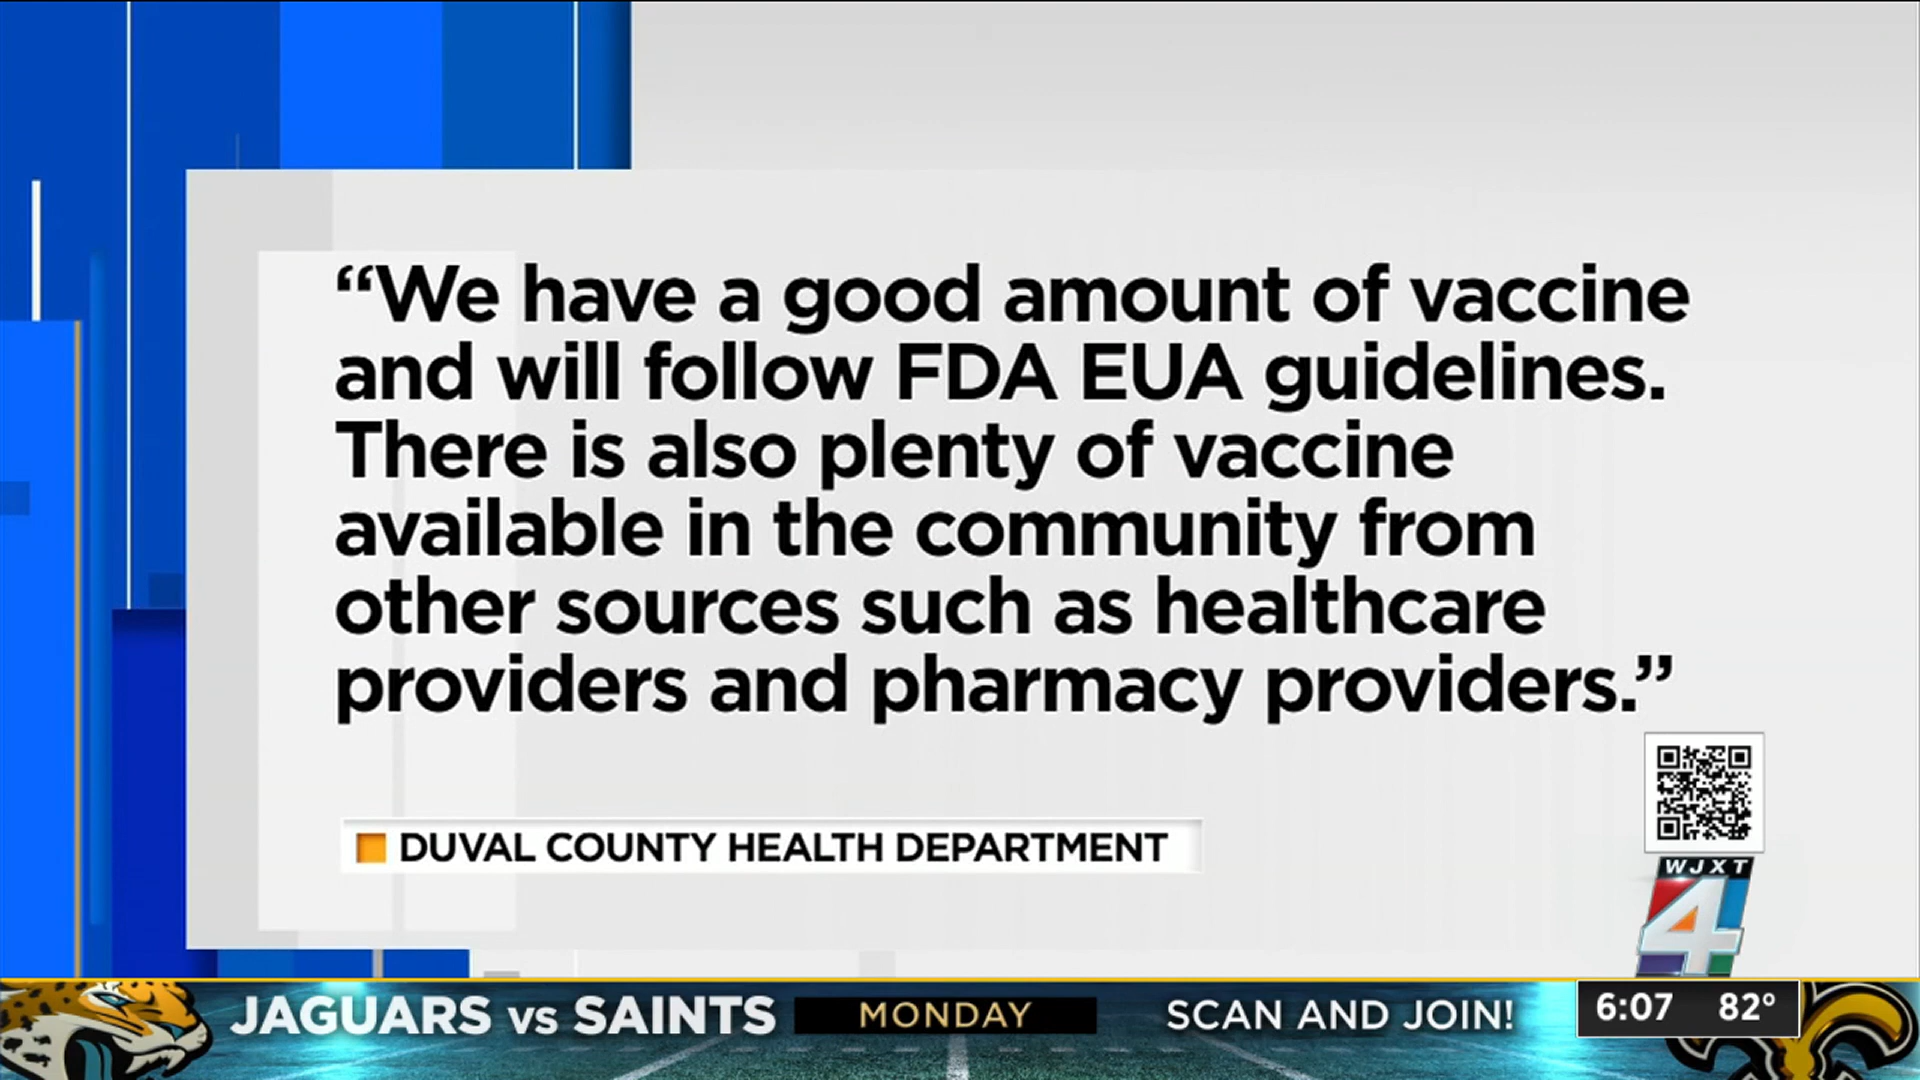 “We have a good amount of vaccine
and will follow FDA EUA guidelines.
There is also plenty of vaccine
available in the community from
other sources such as healthcare
providers and pharmacy providers.”
DUVAL COUNTY HEALTH DEPARTMENT
WJXT
4
JAGUARS vs SAINTS MONDAY SCAN AND JOIN! 6:07 82°